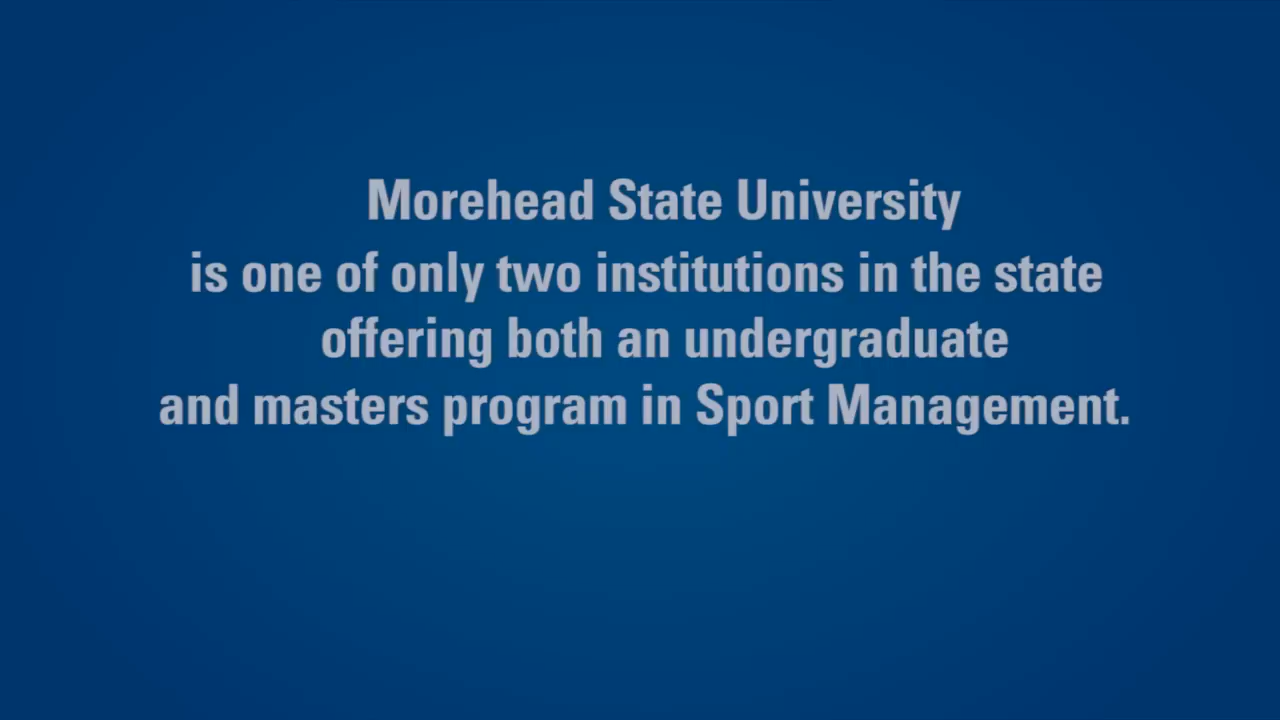 Morehead State University
is one of only two institutions in the state
offering both an undergraduate
and masters program in Sport Management.